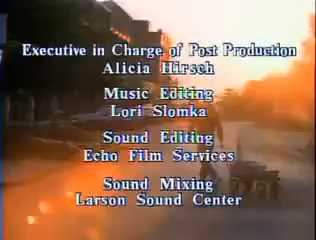 Executive in Charge of Post Production
Alicia Hirsch
Music Editing
Lori Slomka
Sound Editing
Echo Film Services
Sound Mixing
Larson Sound Center